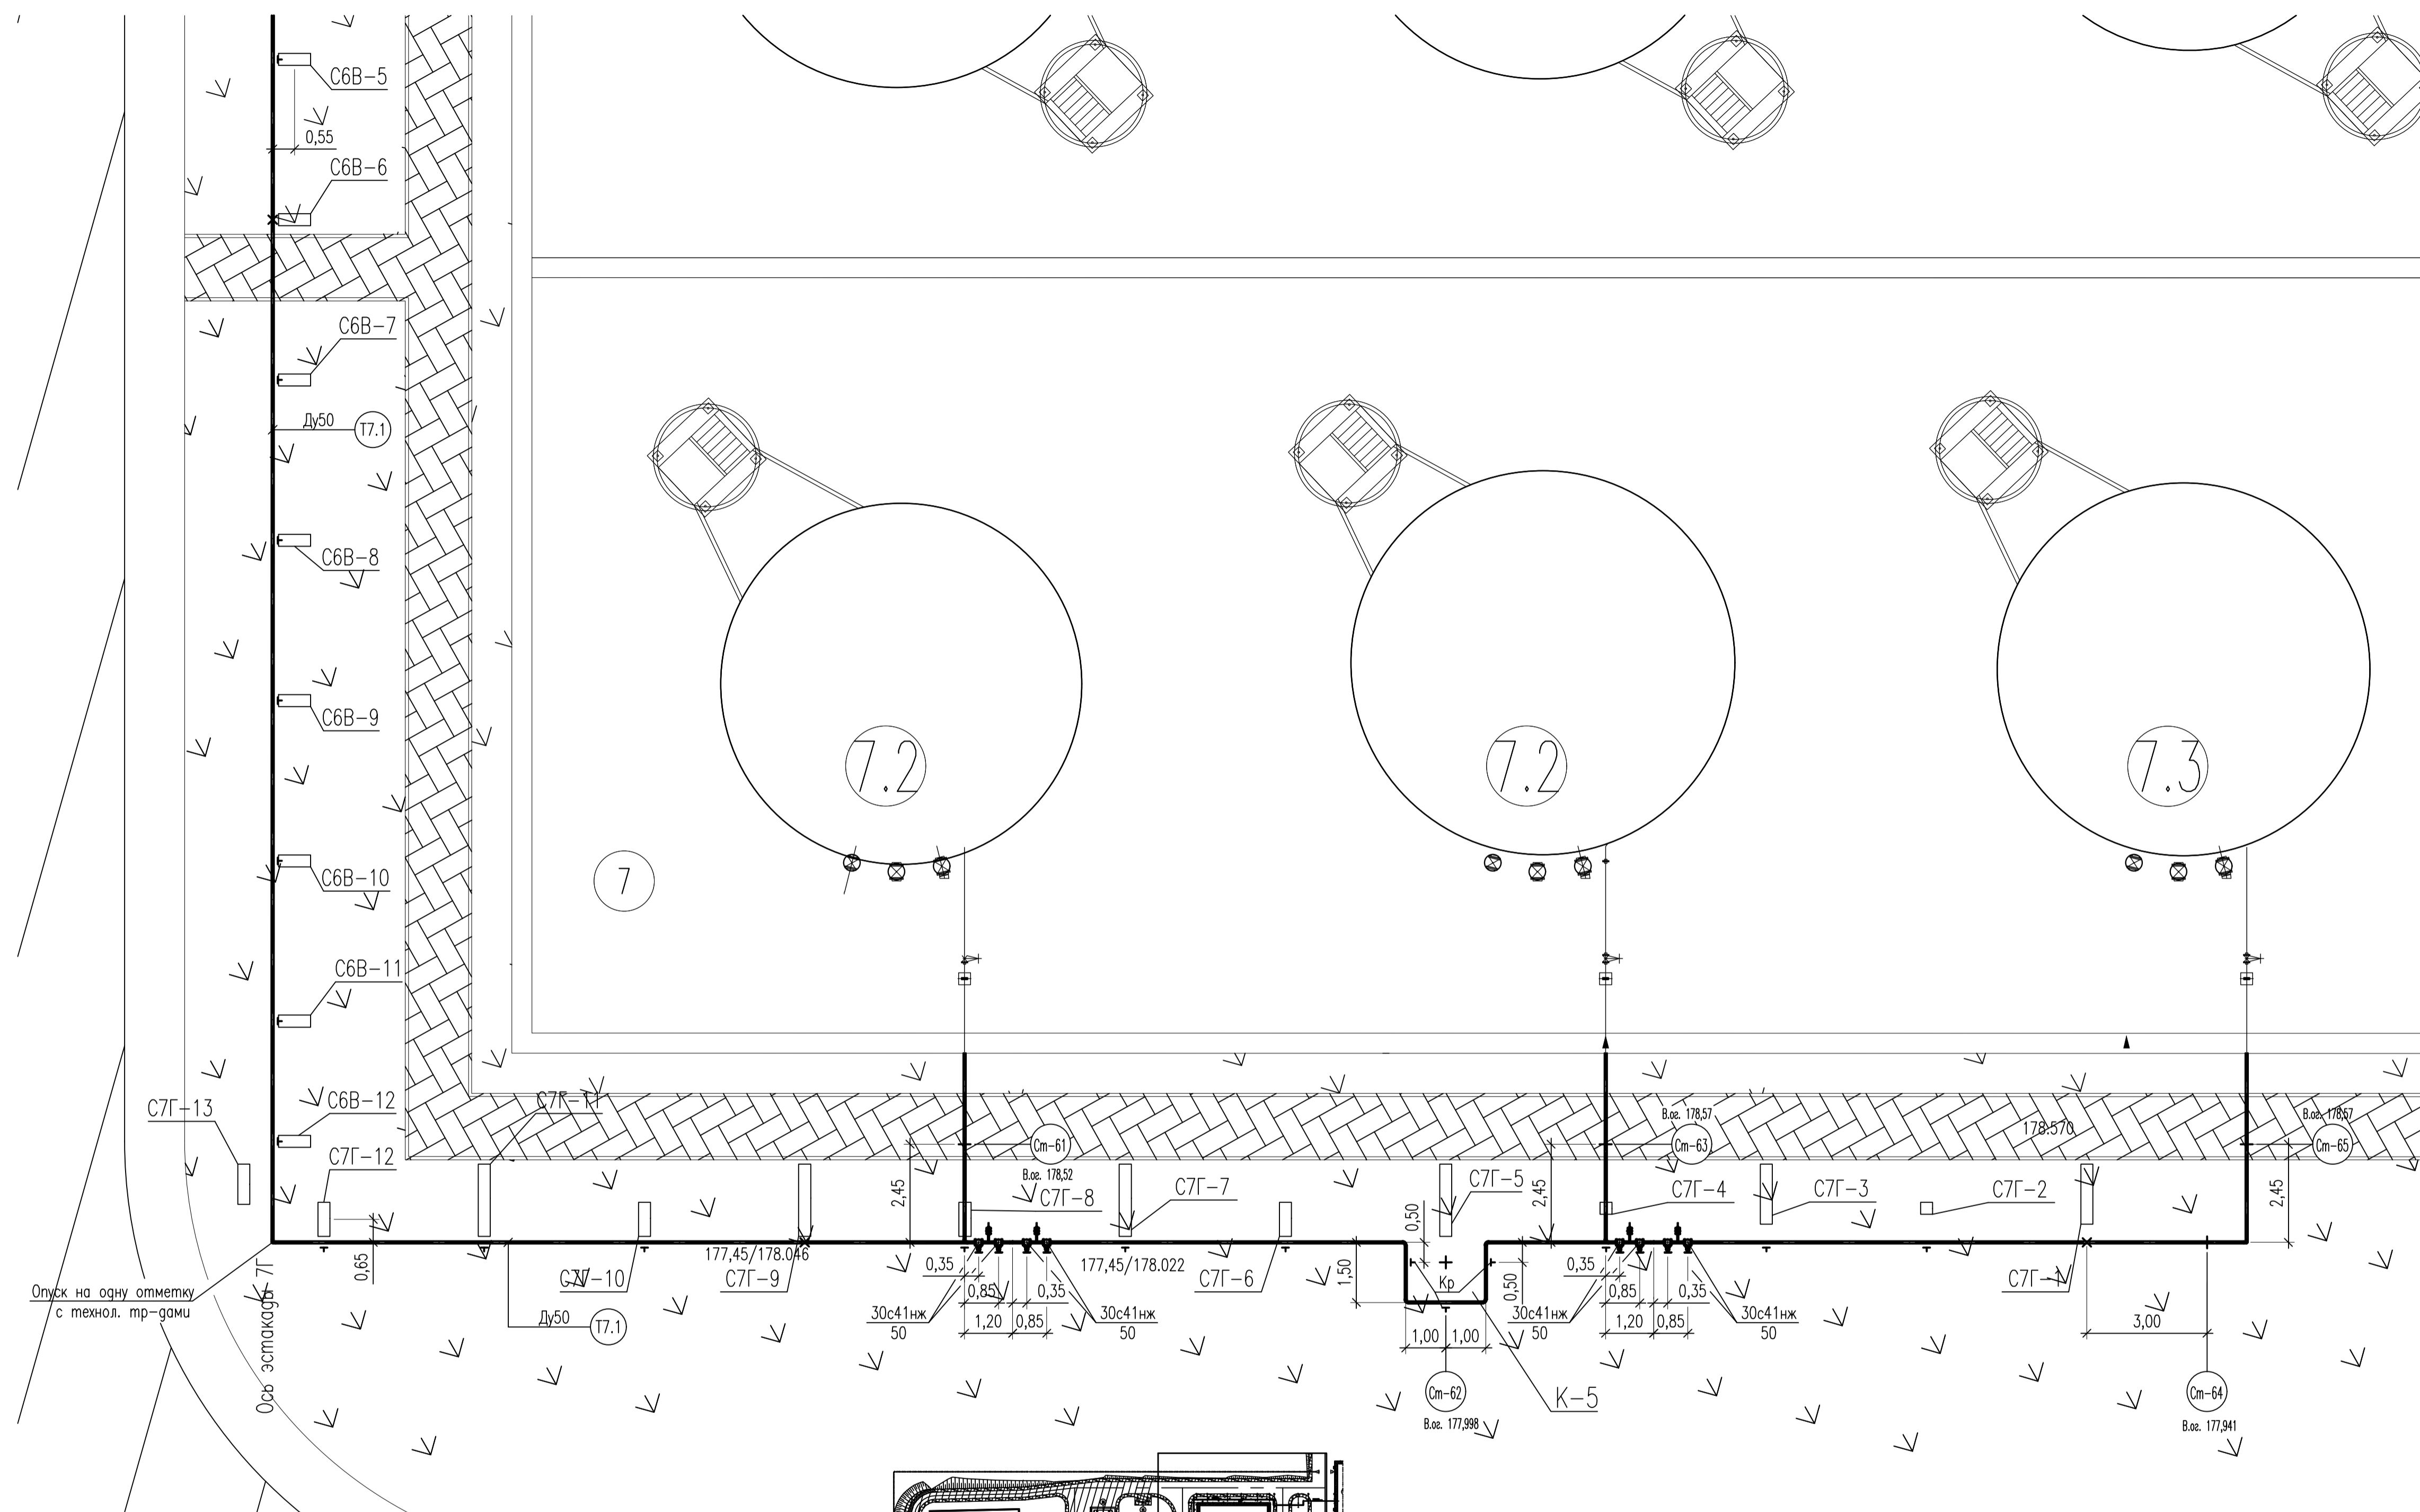 С6В-5
0,55
С6В-6
С6В-7
Ду50
Т7.1
С6В-8
С6В-9
С6В-10
С6В-11
С6В-12
С7Г-13
С7Г-12
С7Г-11
7
7.2
7.2
7.3
Ст-61
В.ог. 178,52
В.ог. 178,57
Ст-63
178.570
В.ог. 178,57
Ст-65
2,45
С7Г-8
С7Г-7
С7Г-5
2,45
С7Г-4
С7Г-3
С7Г-2
2,45
0,50
0,65
177,45/178.046
С7Г-10
С7Г-9
0,35
0,85
0,35
177,45/178.022
С7Г-6
1,50
Кр
0,50
0,35
0,85
0,35
С7Г-1
Опуск на одну отметку
с технол. тр-дами
Ось эстакады 7Г
Ду50
Т7.1
30с41нж
50
1,20
0,85
30с41нж
50
1,00
1,00
30с41нж
50
1,20
0,85
30с41нж
50
3,00
Ст-62
В.ог. 177,998
К-5
Ст-64
В.ог. 177,941